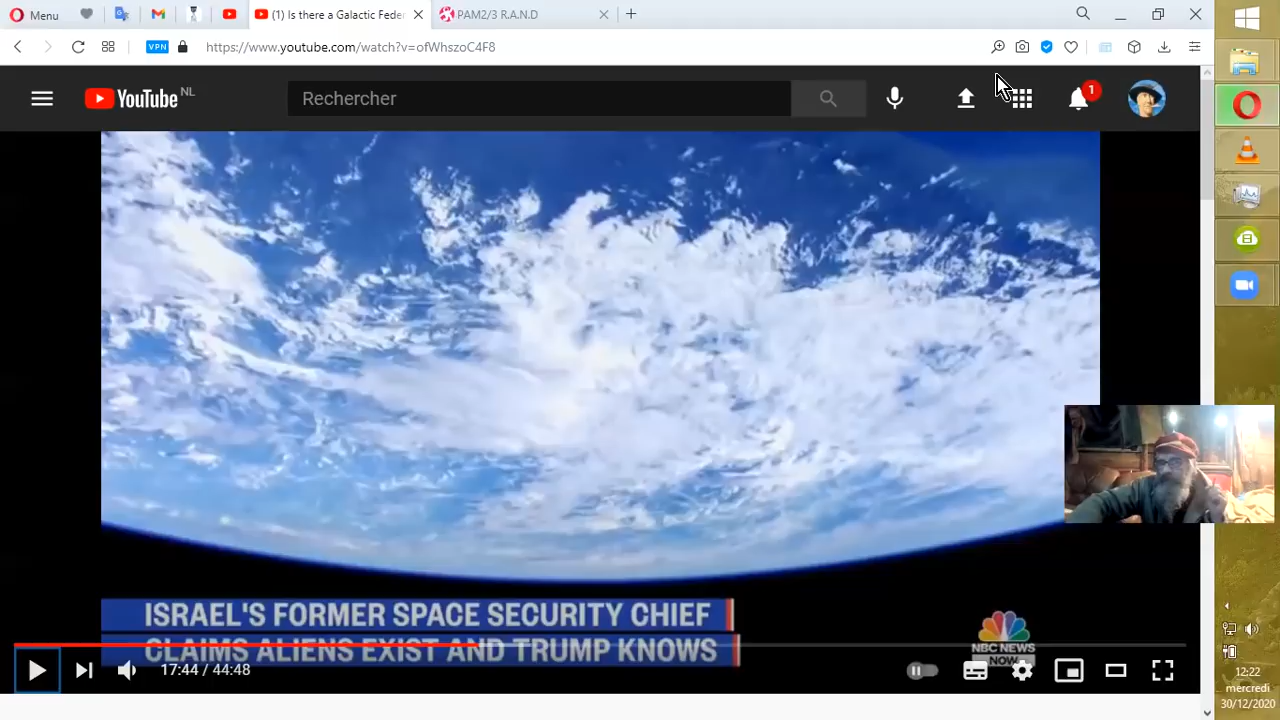 Menu
(1) Is there a Galactic Feder
PAM2/3 R.A.N.D
VPN
https://www.youtube.com/watch?v=ofWhszoC4F8
YouTube NL
Rechercher
1
ISRAEL'S FORMER SPACE SECURITY CHIEF
CLAIMS ALIENS EXIST AND TRUMP KNOWS
NBC NEWS
NOW
17:44 / 44:48
12:22
mercredi
30/12/2020